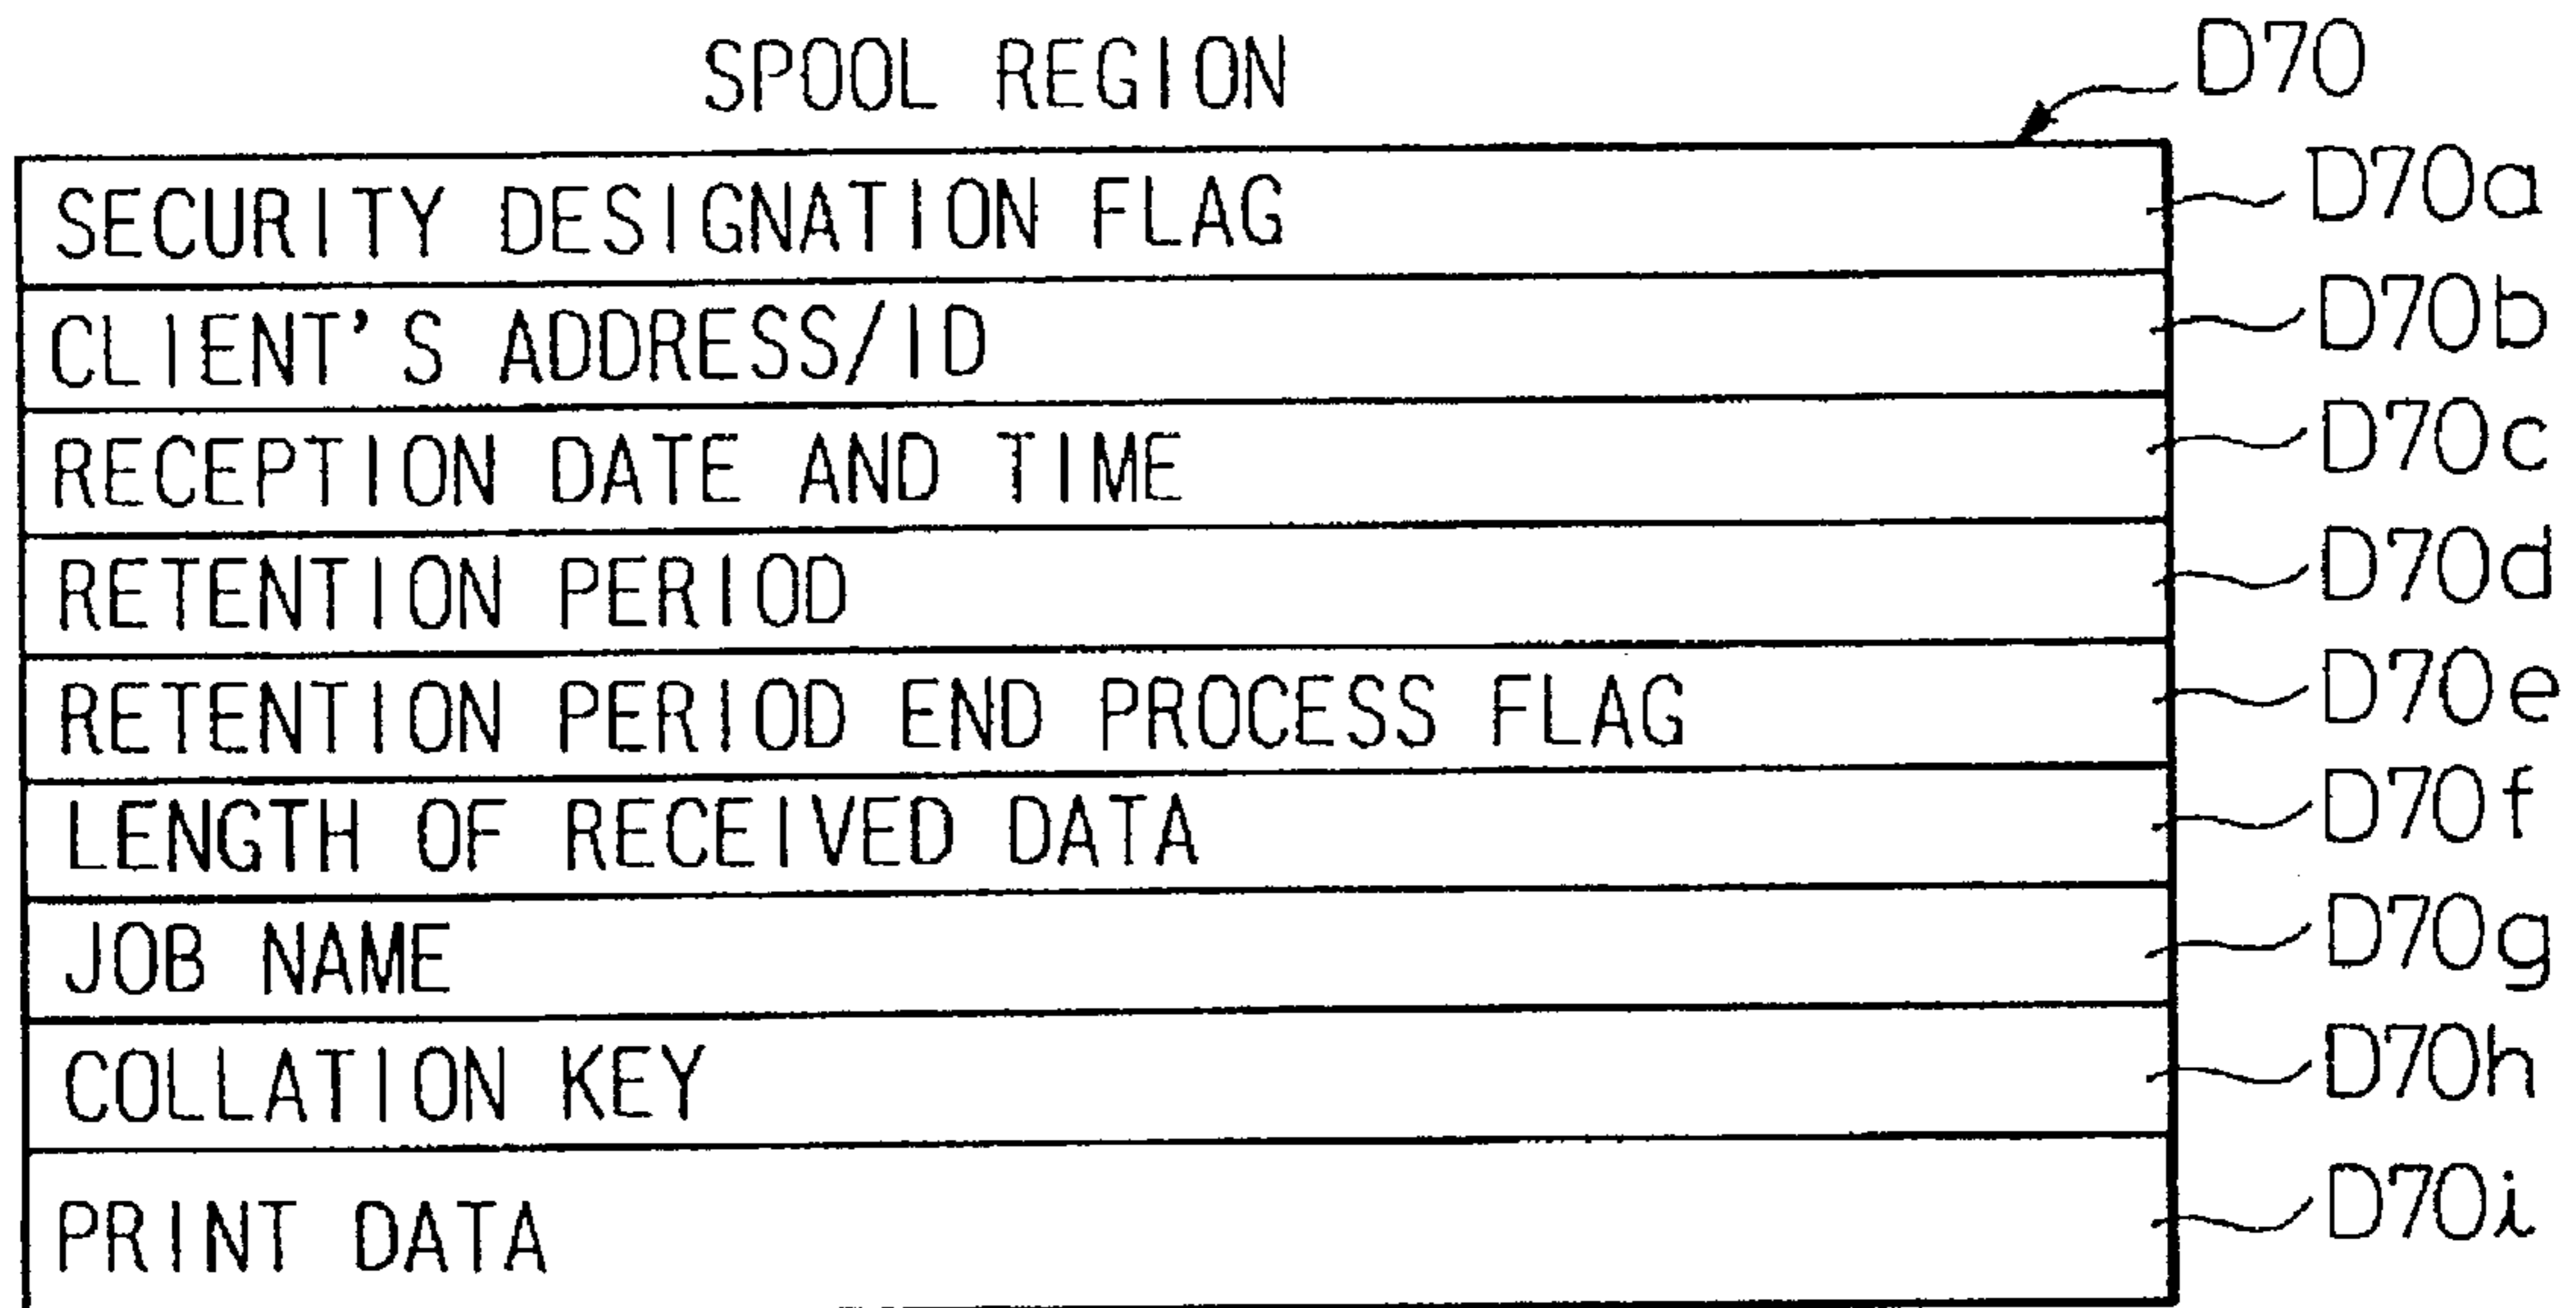 SPOOL REGION D70
SECURITY DESIGNATION FLAG D70a
CLIENT'S ADDRESS/ID D70b
RECEPTION DATE AND TIME D70c
RETENTION PERIOD D70d
RETENTION PERIOD END PROCESS FLAG D70e
LENGTH OF RECEIVED DATA D70f
JOB NAME D70g
COLLATION KEY D70h
PRINT DATA D70i